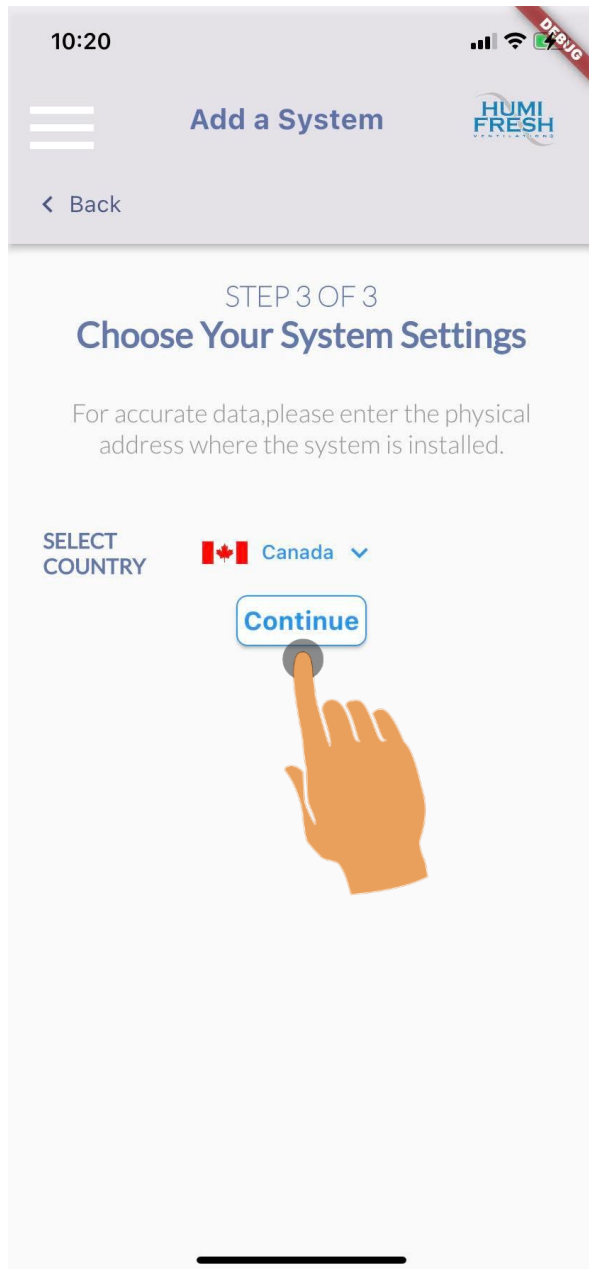 10:20
DEBUG
Add a System
HUMI
FRESH
VENTILATIONS
Back
STEP 3 OF 3
Choose Your System Settings
For accurate data,please enter the physical
address where the system is installed.
SELECT
COUNTRY
Canada
Continue